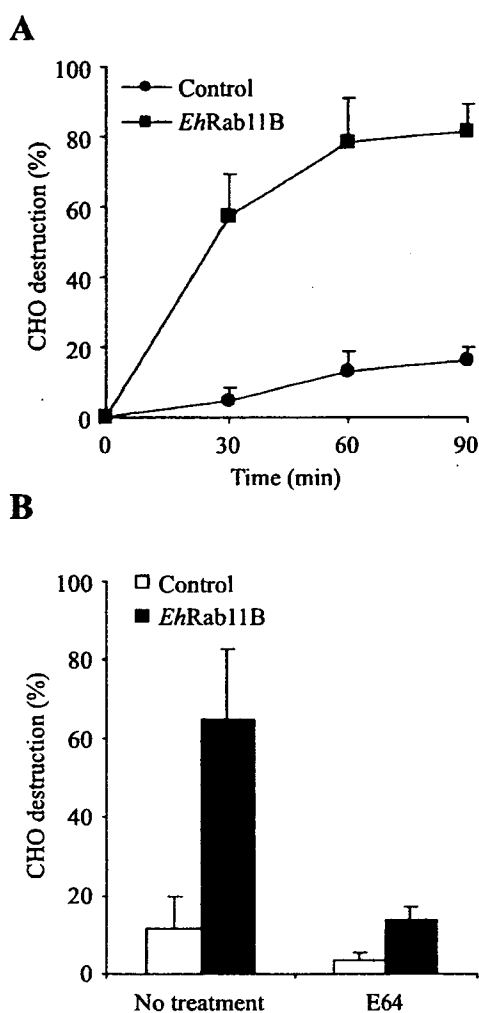 A
100
80
60
40
20
0
CHO destruction (%)
Control
EhRab11B
0 30 60 90
Time (min)
B
100
80
60
40
20
0
CHO destruction (%)
Control
EhRab11B
No treatment E64